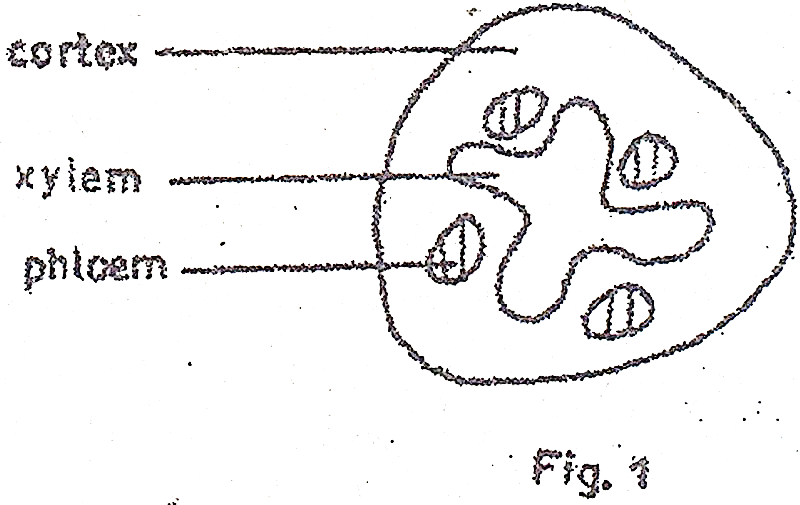 cortex
xylem
phloem
Fig. 1